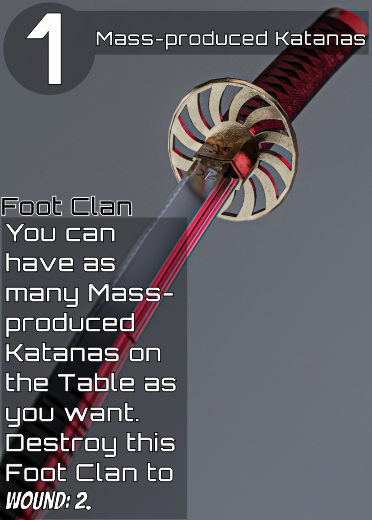 1
Mass-produced Katanas
Foot Clan
You can
have as
many Mass-
produced
Katanas on
the Table as
you want.
Destroy this
Foot Clan to
WOUND: 2.